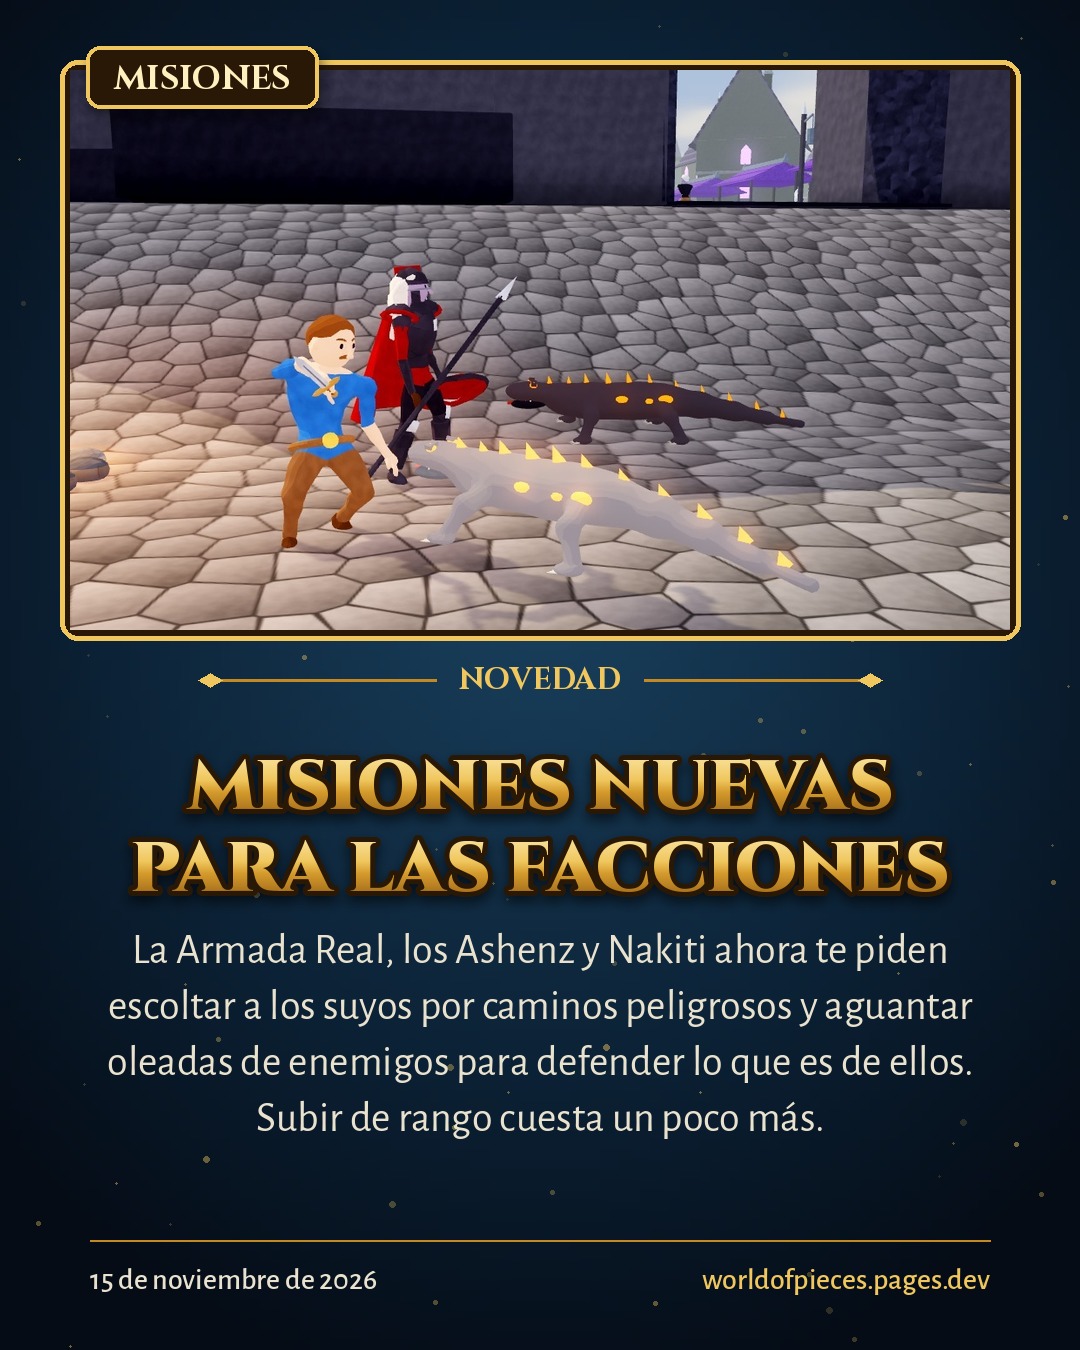 MISIONES
NOVEDAD
MISIONES NUEVAS
PARA LAS FACCIONES
La Armada Real, los Ashenz y Nakiti ahora te piden
escoltar a los suyos por caminos peligrosos y aguantar
oleadas de enemigos para defender lo que es de ellos.
Subir de rango cuesta un poco más.
15 de noviembre de 2026
worldofpieces.pages.dev